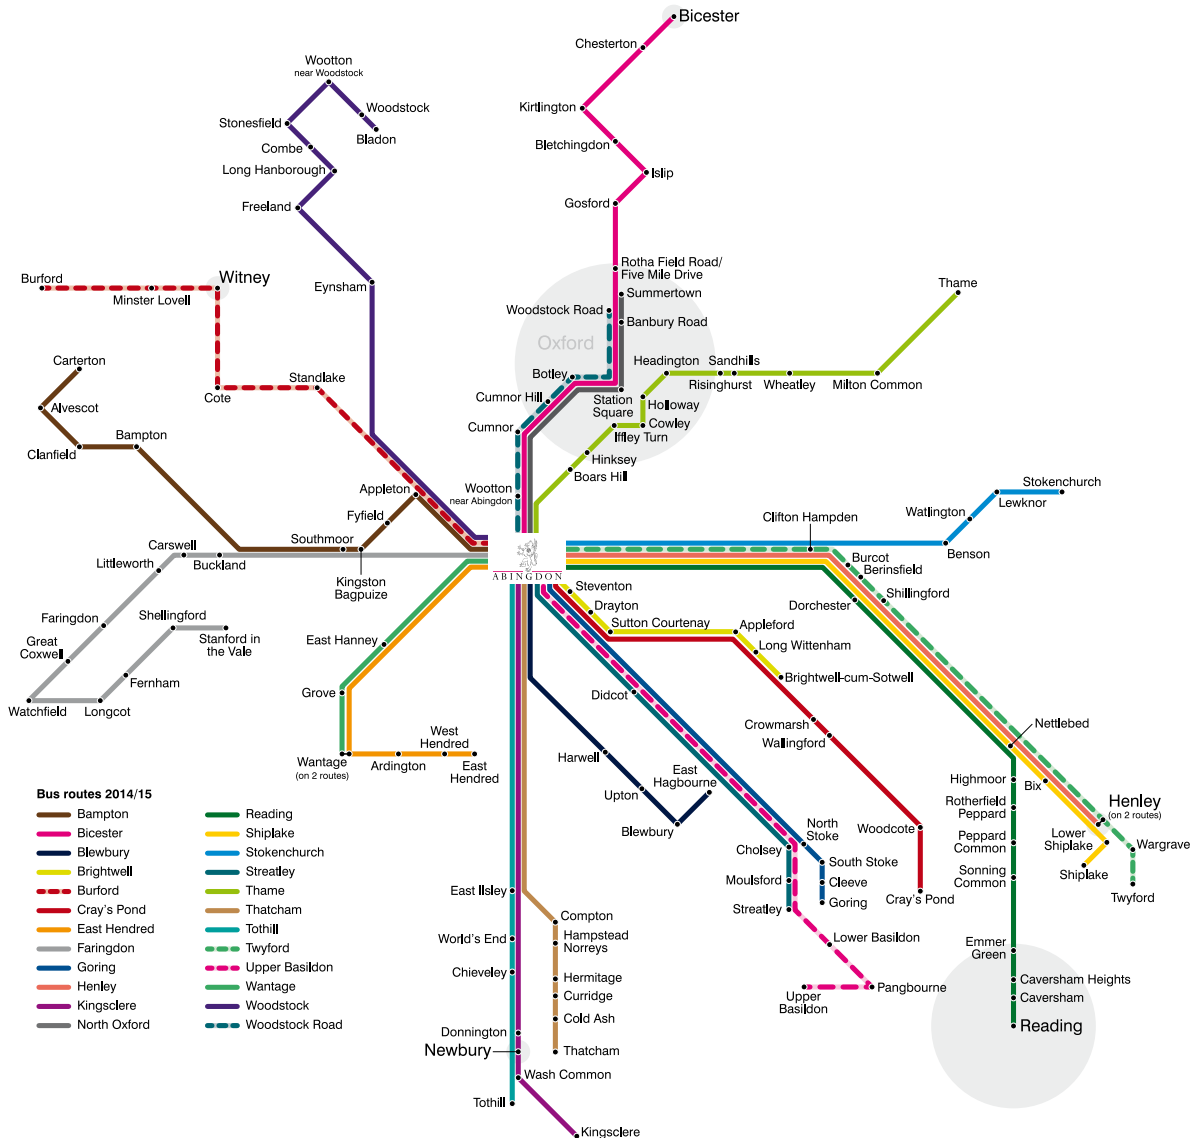 Bicester
Chesterton
Wootton
near Woodstock
Woodstock
Kirtlington
Stonesfield
Bladon
Combe
Bletchingdon
Long Hanborough
Islip
Freeland
Gosford
Rotha Field Road/
Five Mile Drive
Burford
Witney
Minster Lovell
Eynsham
Summertown
Thame
Woodstock Road
Banbury Road
Oxford
Carterton
Headington
Sandhills
Botley
Risinghurst
Wheatley
Milton Common
Standlake
Cote
Station
Square
Cumnor Hill
Holloway
Alvescot
Cowley
Cumnor
Iffley Turn
Bampton
Clanfield
Hinksey
Boars Hill
Stokenchurch
Appleton
Wootton
near Abingdon
Lewknor
Fyfield
Watlington
Clifton Hampden
Southmoor
Carswell
Buckland
Benson
Littleworth
Kingston
Bagpuize
ABINGDON
Burcot
Berinsfield
Steventon
Shillingford
Drayton
Dorchester
Shellingford
Faringdon
Sutton Courtenay
Appleford
Great
Coxwell
Stanford in
the Vale
East Hanney
Long Wittenham
Fernham
Brightwell-cum-Sotwell
Grove
Didcot
Watchfield
Longcot
Crowmarsh
Nettlebed
Wallingford
West
Hendred
Wantage
(on 2 routes)
Ardington
East
Hendred
Harwell
East
Hagbourne
Highmoor
Bix
Upton
Henley
(on 2 routes)
Rotherfield
Peppard
Blewbury
North
Stoke
Woodcote
Cholsey
Peppard
Common
Lower
Shiplake
Wargrave
South Stoke
Shiplake
Moulsford
Cleeve
Sonning
Common
Cray's Pond
Goring
Twyford
Streatley
East Ilsley
Compton
World's End
Hampstead
Norreys
Lower Basildon
Emmer
Green
Chieveley
Hermitage
Caversham Heights
Upper
Basildon
Pangbourne
Curridge
Caversham
Cold Ash
Reading
Donnington
Newbury
Thatcham
Wash Common
Tothill
Kingsclere
Bus routes 2014/15
Bampton
Bicester
Blewbury
Brightwell
Burford
Cray's Pond
East Hendred
Faringdon
Goring
Henley
Kingsclere
North Oxford
Reading
Shiplake
Stokenchurch
Streatley
Thame
Thatcham
Tothill
Twyford
Upper Basildon
Wantage
Woodstock
Woodstock Road